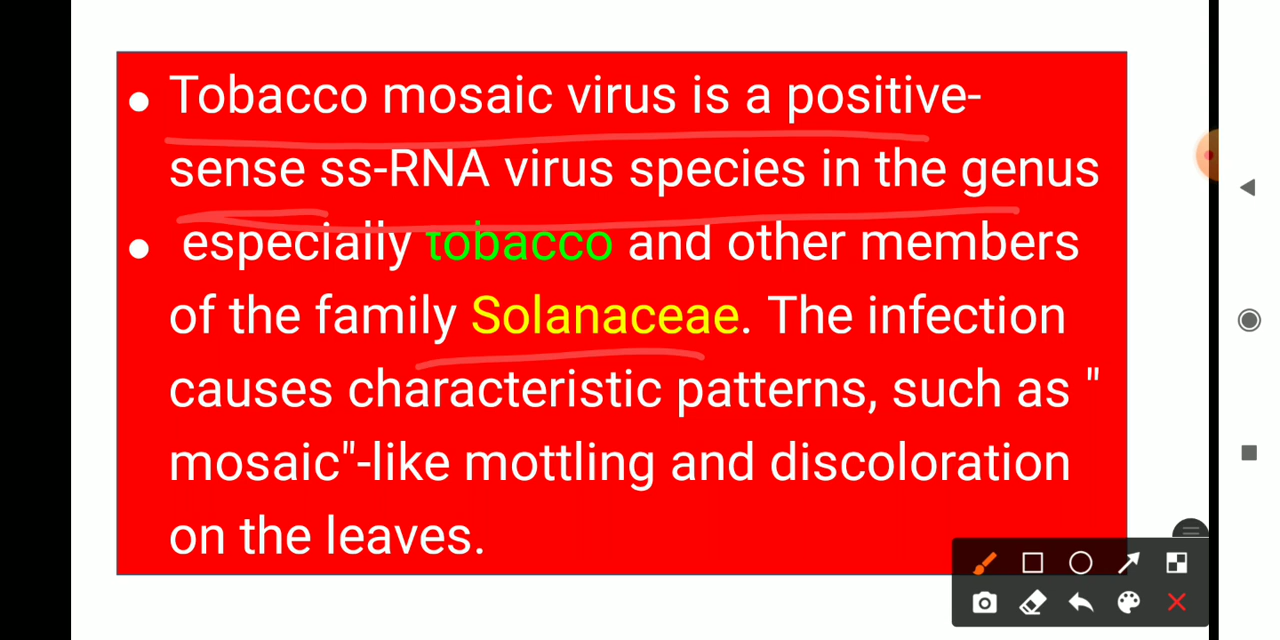 • Tobacco mosaic virus is a positive-
sense ss-RNA virus species in the genus
• especially tobacco and other members
of the family Solanaceae. The infection
causes characteristic patterns, such as "
mosaic"-like mottling and discoloration
on the leaves.